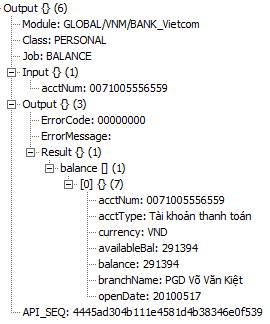 Output {} (6)
Module: GLOBAL/VNM/BANK_Vietcom
Class: PERSONAL
Job: BALANCE
Input {} (1)
acctNum: 0071005556559
Output {} (3)
ErrorCode: 00000000
ErrorMessage:
Result {} (1)
balance [] (1)
[0] {} (7)
acctNum: 0071005556559
acctType: Tài khoản thanh toán
currency: VND
availableBal: 291394
balance: 291394
branchName: PGD Võ Văn Kiệt
openDate: 20100517
API_SEQ: 4445ad304b111e4581d4b38346e0f539